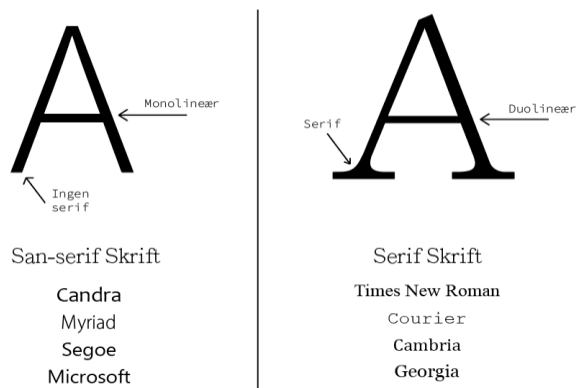 A
Monolineær
Ingen
serif
San-serif Skrift
Candra
Myriad
Segoe
Microsoft
A
Duolineær
Serif
Serif Skrift
Times New Roman
Courier
Cambria
Georgia